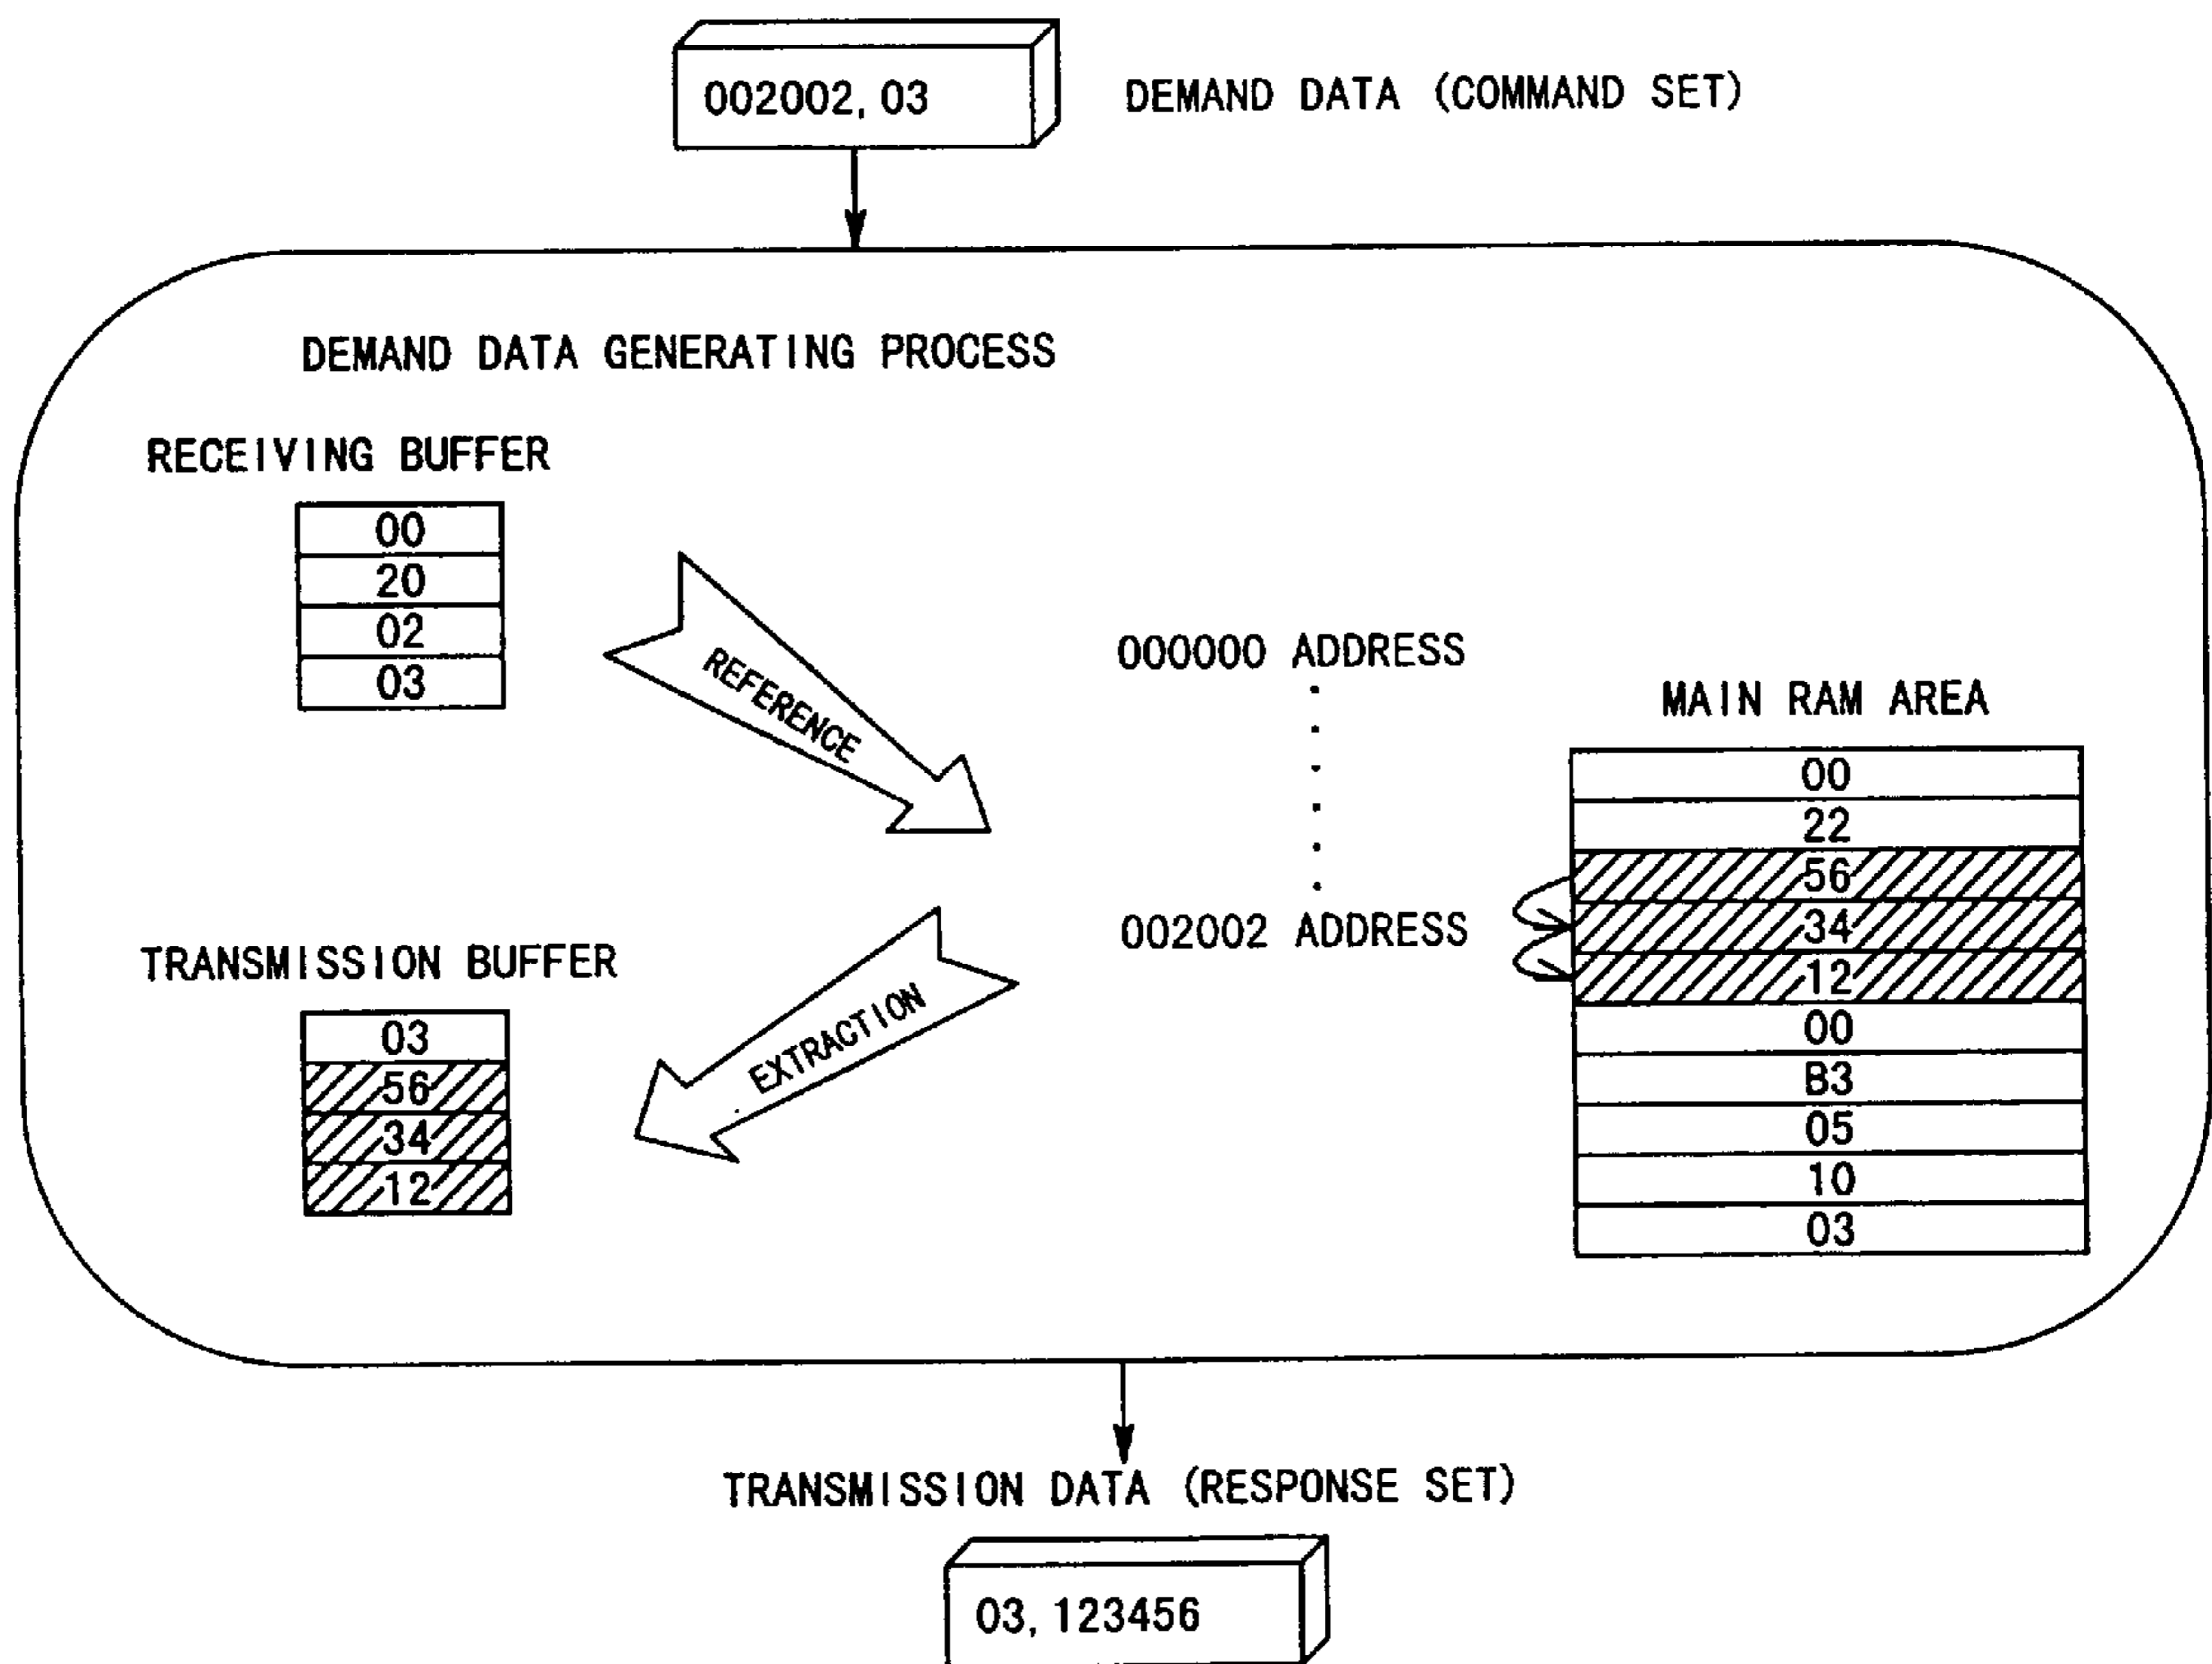 002002, 03
DEMAND DATA (COMMAND SET)
DEMAND DATA GENERATING PROCESS
RECEIVING BUFFER
00
20
02
03
REFERENCE
000000 ADDRESS
002002 ADDRESS
MAIN RAM AREA
00
22
56
34
12
00
B3
05
10
03
EXTRACTION
TRANSMISSION BUFFER
03
56
34
12
TRANSMISSION DATA (RESPONSE SET)
03, 123456